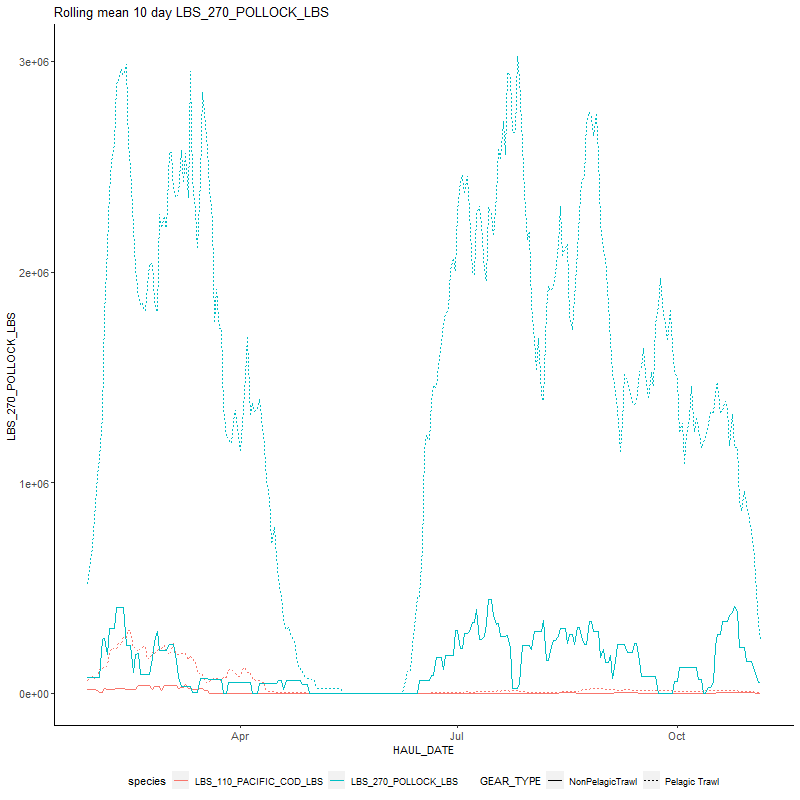 Rolling mean 10 day LBS_270_POLLOCK_LBS
3e+06
2e+06
1e+06
0e+00
LBS_270_POLLOCK_LBS
Apr Jul Oct
HAUL_DATE
species LBS_110_PACIFIC_COD_LBS LBS_270_POLLOCK_LBS GEAR_TYPE NonPelagicTrawl Pelagic Trawl